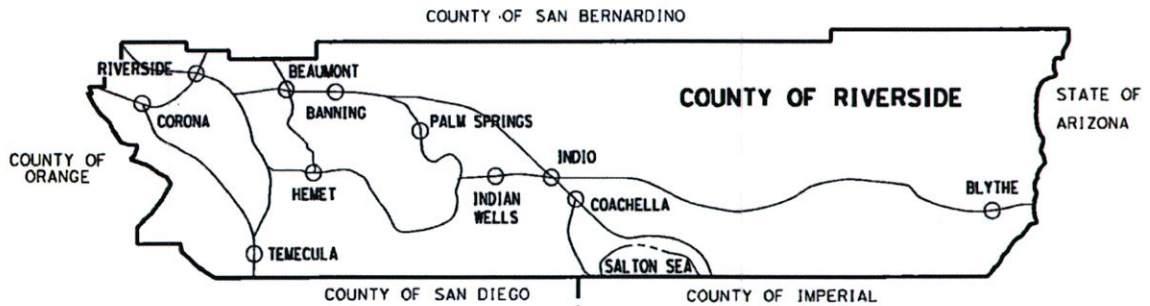 COUNTY OF SAN BERNARDINO
RIVERSIDE
BEAUMONT
BANNING
CORONA
PALM SPRINGS
COUNTY OF RIVERSIDE
STATE OF
ARIZONA
COUNTY OF
ORANGE
HEMET
INDIAN
WELLS
INDIO
COACHELLA
BLYTHE
TEMECULA
SALTON SEA
COUNTY OF SAN DIEGO
COUNTY OF IMPERIAL